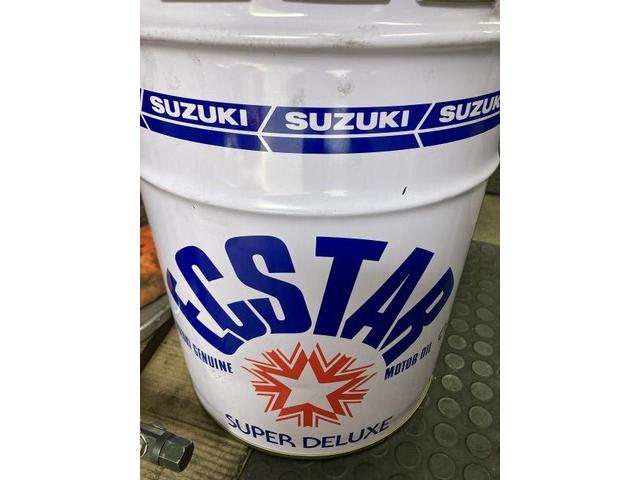 SUZUKI SUZUKI SUZUKI
ECSTAR
GENUINE MOTOR OIL
SUPER DELUXE